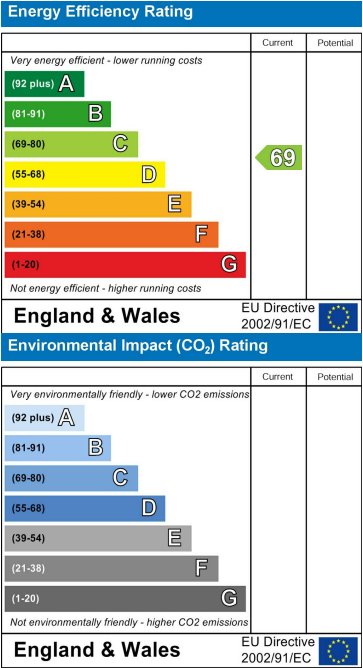 Energy Efficiency Rating
Current Potential
Very energy efficient - lower running costs
(92 plus) A
(81-91) B
(69-80) C
69
(55-68) D
(39-54) E
(21-38) F
(1-20) G
Not energy efficient - higher running costs
England & Wales
EU Directive
2002/91/EC
Environmental Impact (CO₂) Rating
Current Potential
Very environmentally friendly - lower CO2 emissions
(92 plus) A
(81-91) B
(69-80) C
(55-68) D
(39-54) E
(21-38) F
(1-20) G
Not environmentally friendly - higher CO2 emissions
England & Wales
EU Directive
2002/91/EC